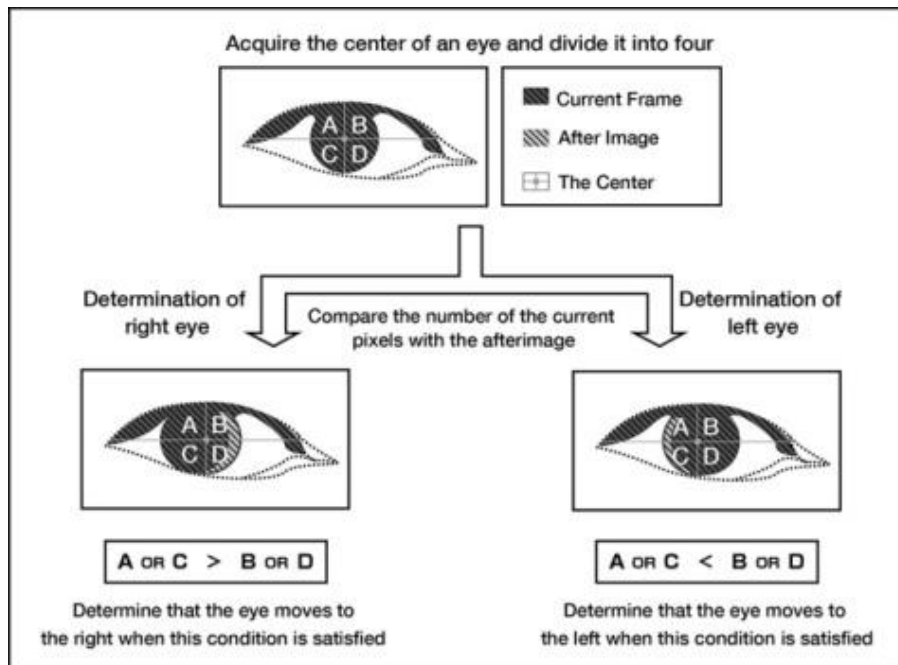 Acquire the center of an eye and divide it into four
A B
C D
Current Frame
After Image
The Center
Determination of
right eye
Compare the number of the current
pixels with the afterimage
Determination of
left eye
A B
C D
A B
C D
A OR C > B OR D
A OR C < B OR D
Determine that the eye moves to
the right when this condition is satisfied
Determine that the eye moves to
the left when this condition is satisfied